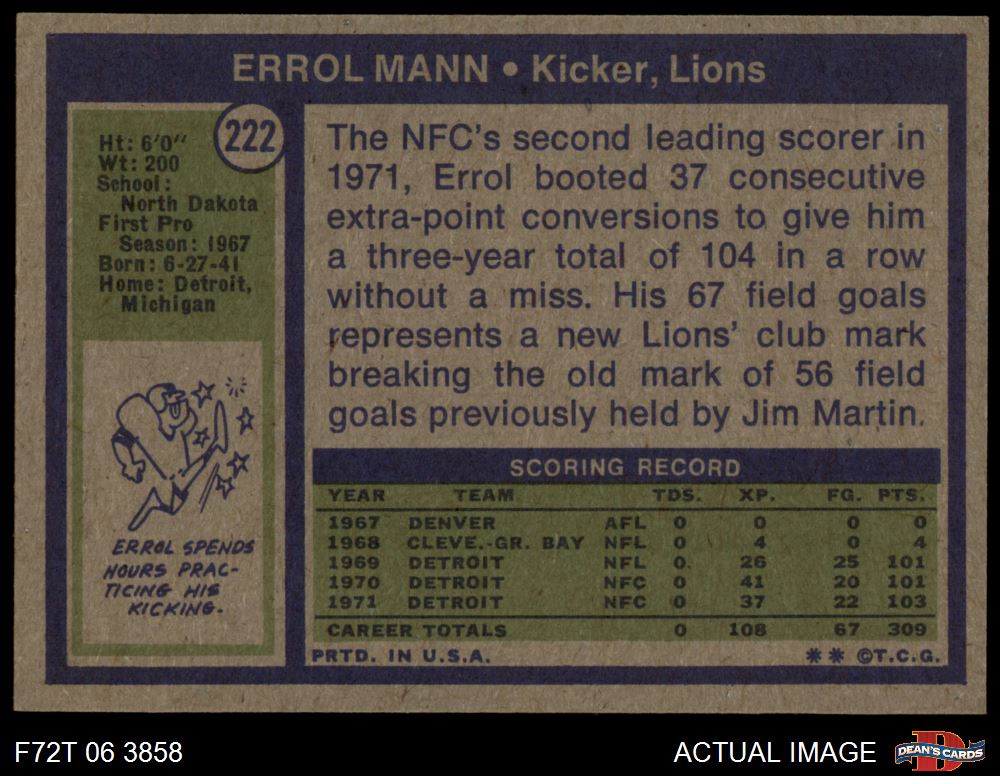 ERROL MANN • Kicker, Lions
222
Ht: 6'0"
Wt: 200
School:
North Dakota
First Pro
Season: 1967
Born: 6-27-41
Home: Detroit,
Michigan
ERROL SPENDS
HOURS PRAC-
TICING HIS
KICKING.
The NFC's second leading scorer in
1971, Errol booted 37 consecutive
extra-point conversions to give him
a three-year total of 104 in a row
without a miss. His 67 field goals
represents a new Lions' club mark
breaking the old mark of 56 field
goals previously held by Jim Martin.
SCORING RECORD
YEAR TEAM TDS. XP. FG. PTS.
1967 DENVER AFL 0 0 0 0
1968 CLEVE.-GR. BAY NFL 0 4 0 4
1969 DETROIT NFL 0 26 25 101
1970 DETROIT NFC 0 41 20 101
1971 DETROIT NFC 0 37 22 103
CAREER TOTALS 0 108 67 309
PRTD. IN U.S.A. ** ©T.C.G.
F72T 06 3858
ACTUAL IMAGE
DEAN'S CARDS